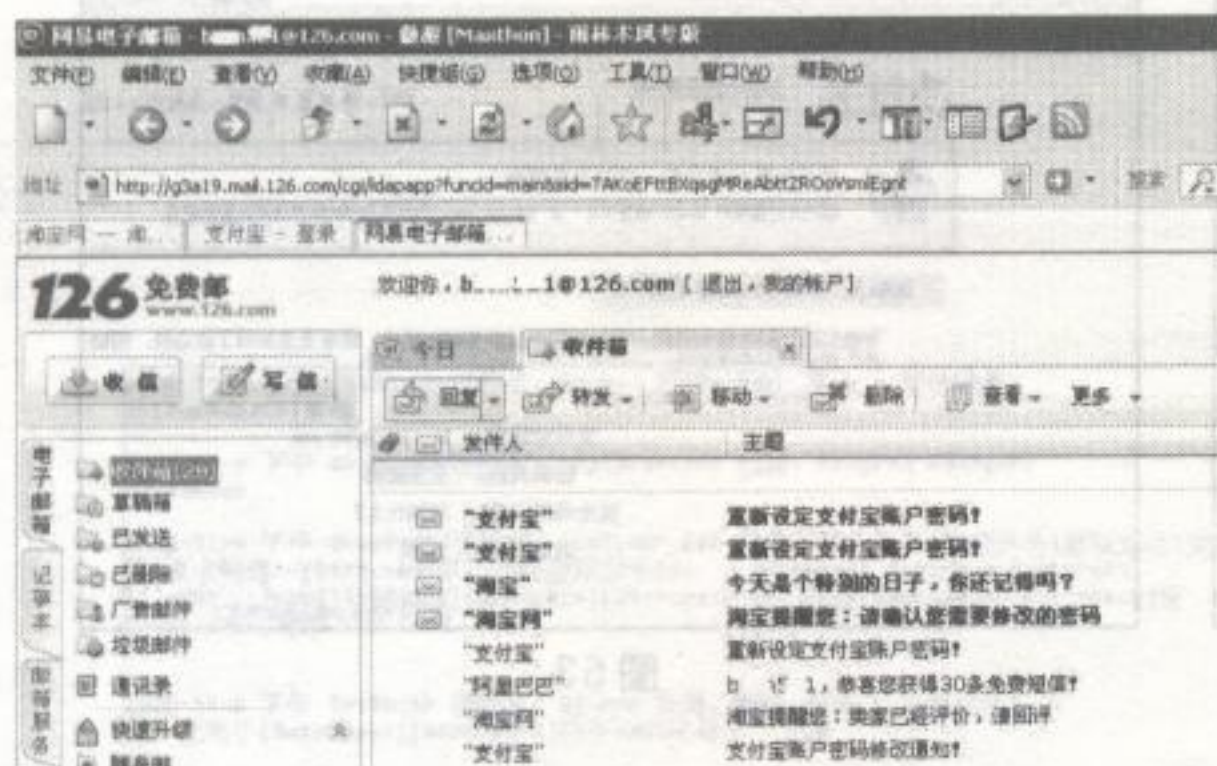 网易电子邮箱 - b 1@126.com - 傲游 [Maxthon] - 雨林木风专版
文件(F) 编辑(E) 查看(V) 收藏(A) 快捷组(G) 选项(O) 工具(T) 窗口(W) 帮助(H)
地址 搜索
淘宝网 — 淘... 支付宝 - 登录 网易电子邮箱...
126 免费邮
www.126.com
欢迎你，b......1@126.com [ 退出，我的帐户]
收信 写信
今日 收件箱
回复 转发 移动 删除 查看 更多
发件人 主题
电子邮箱
记事本
收件箱(29)
草稿箱
已发送
已删除
广告邮件
垃圾邮件
通讯录
快速升级
随身邮
"支付宝" 重新设定支付宝账户密码！
"支付宝" 重新设定支付宝账户密码！
"淘宝" 今天是个特别的日子，你还记得吗？
"淘宝网" 淘宝提醒您：请确认您需要修改的密码
"支付宝" 重新设定支付宝账户密码！
"阿里巴巴" b 1，恭喜您获得30条免费短信！
"淘宝网" 淘宝提醒您：卖家已经评价，请回评
"支付宝" 支付宝账户密码修改通知！
图 63